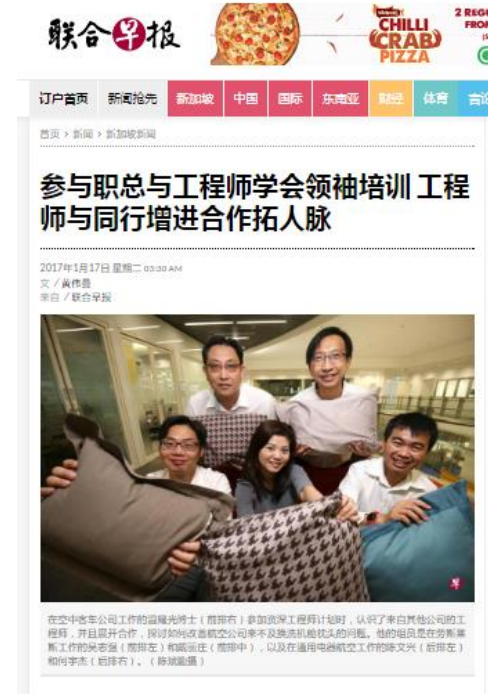 联合早报
CHILLI
CRAB
PIZZA
2 REGU
FROM
订户首页 新闻抢先 新加坡 中国 国际 东南亚 财经 体育 言论
首页 > 新闻 > 新加坡新闻
参与职总与工程师学会领袖培训 工程
师与同行增进合作拓人脉
2017年1月17日 星期二 03:30 AM
文 / 黄伟曼
来自 / 联合早报
在空中客车公司工作的温耀光博士(前排右)参加资深工程师计划时,认识了来自其他公司的工
程师,并且展开合作,探讨如何改善航空公司来不及换洗机舱枕头的问题。他的组员是在劳斯莱
斯工作的吴志强(前排左)和戴丽庄(前排中),以及在通用电器航空工作的陈文兴(后排左)
和何宇杰(后排右)。(陈斌勤摄)